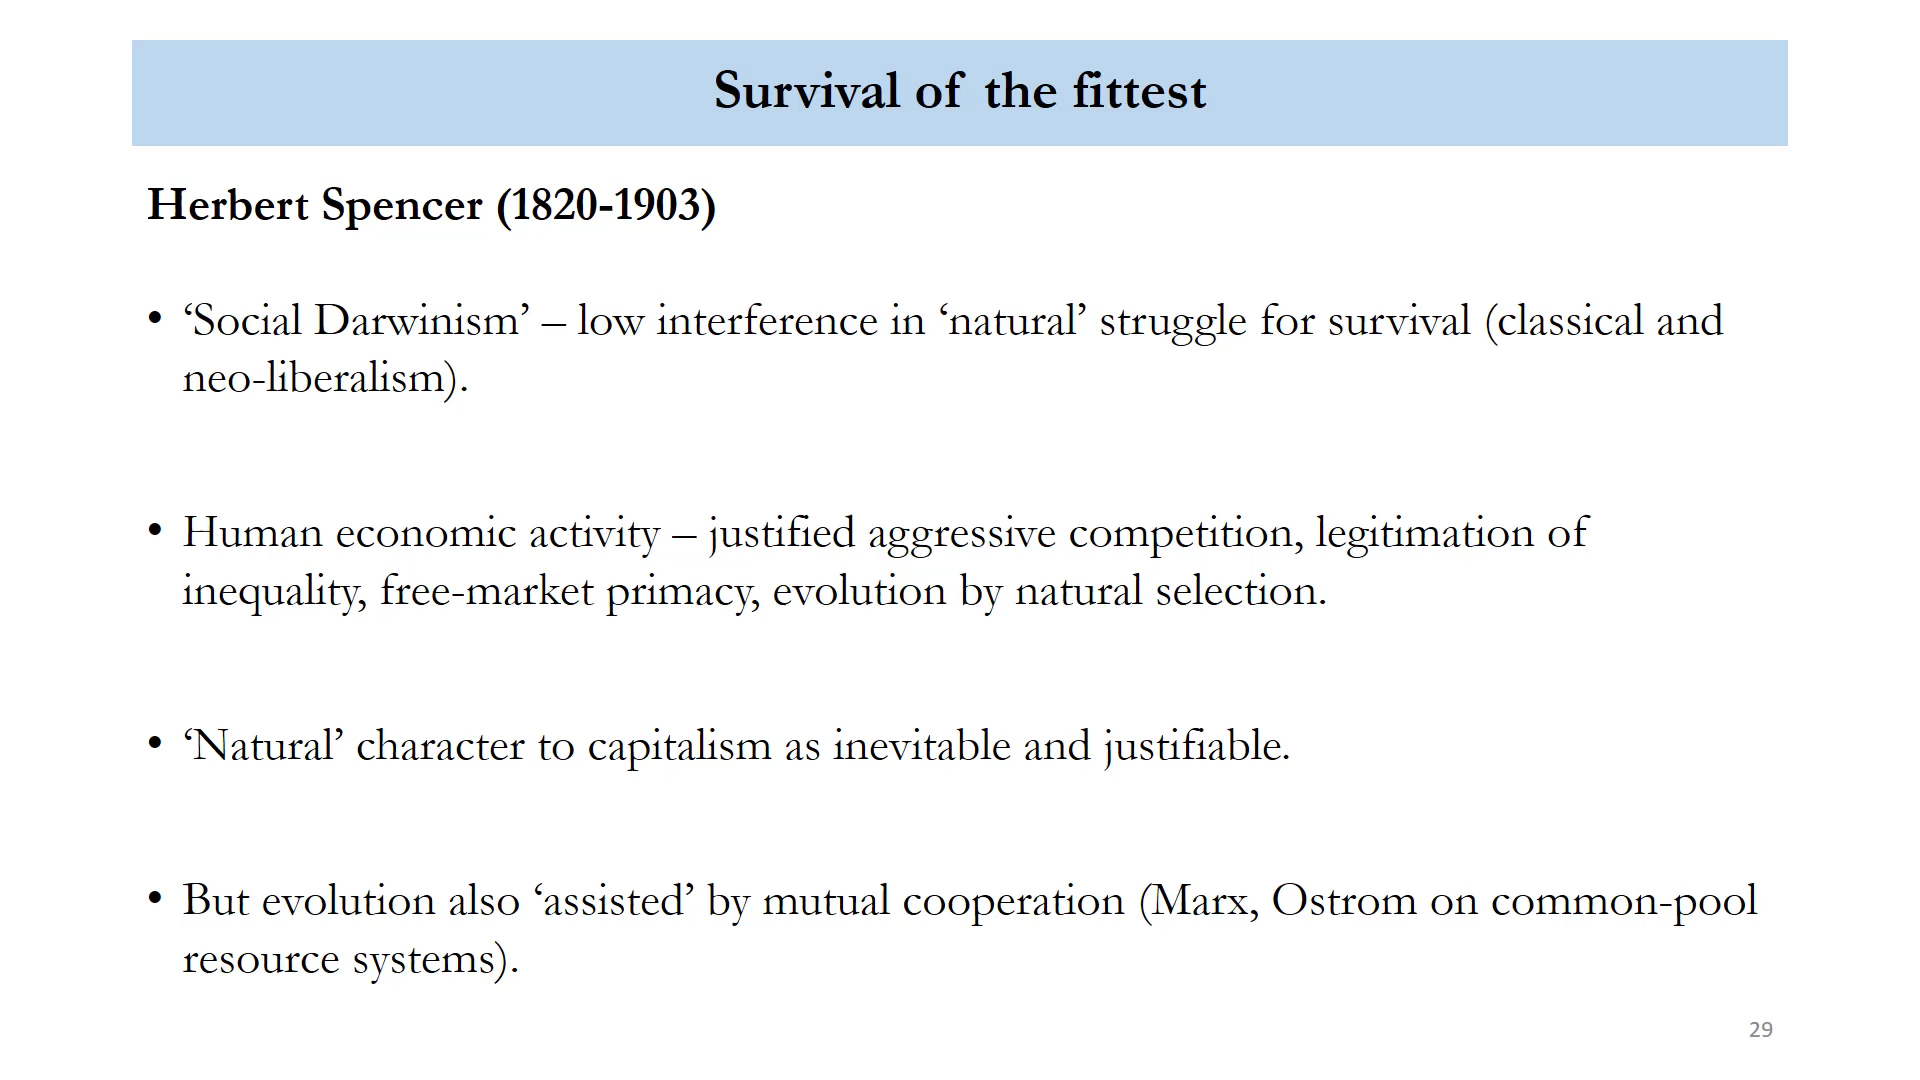 Survival of the fittest
Herbert Spencer (1820-1903)
• ‘Social Darwinism’ – low interference in ‘natural’ struggle for survival (classical and
neo-liberalism).
• Human economic activity – justified aggressive competition, legitimation of
inequality, free-market primacy, evolution by natural selection.
• ‘Natural’ character to capitalism as inevitable and justifiable.
• But evolution also ‘assisted’ by mutual cooperation (Marx, Ostrom on common-pool
resource systems).
29